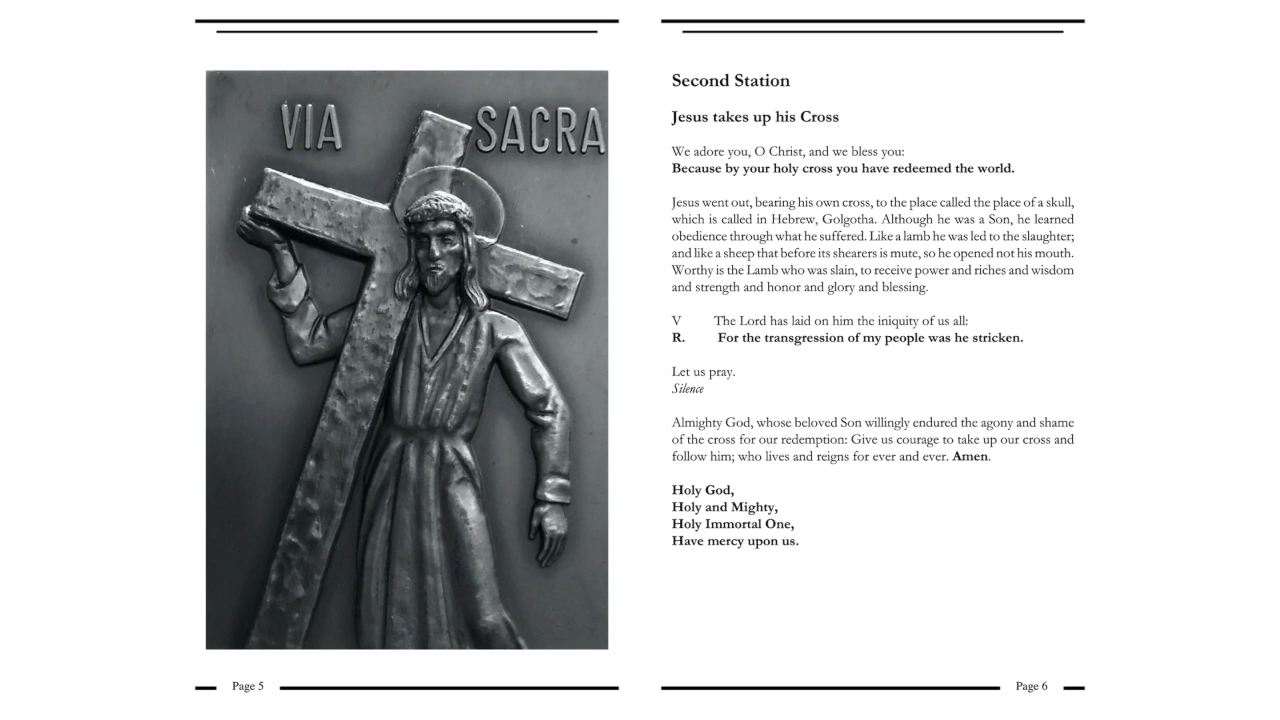 VIA SACRA
Page 5
Second Station
Jesus takes up his Cross
We adore you, O Christ, and we bless you:
Because by your holy cross you have redeemed the world.
Jesus went out, bearing his own cross, to the place called the place of a skull,
which is called in Hebrew, Golgotha. Although he was a Son, he learned
obedience through what he suffered. Like a lamb he was led to the slaughter;
and like a sheep that before its shearers is mute, so he opened not his mouth.
Worthy is the Lamb who was slain, to receive power and riches and wisdom
and strength and honor and glory and blessing.
V The Lord has laid on him the iniquity of us all:
R. For the transgression of my people was he stricken.
Let us pray.
Silence
Almighty God, whose beloved Son willingly endured the agony and shame
of the cross for our redemption: Give us courage to take up our cross and
follow him; who lives and reigns for ever and ever. Amen.
Holy God,
Holy and Mighty,
Holy Immortal One,
Have mercy upon us.
Page 6